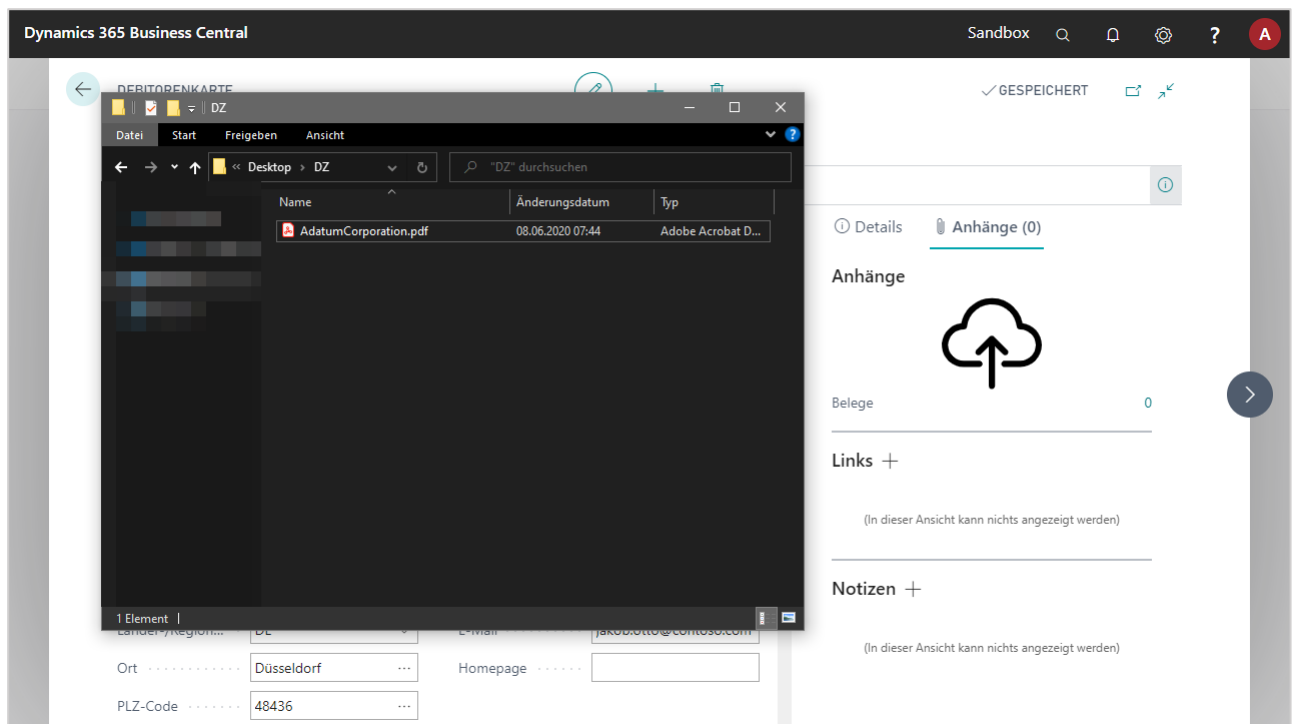 Dynamics 365 Business Central
Sandbox
?
A
DEBITORENKARTE
GESPEICHERT
DZ
Datei Start Freigeben Ansicht
?
« Desktop › DZ
"DZ" durchsuchen
Name Änderungsdatum Typ
AdatumCorporation.pdf 08.06.2020 07:44 Adobe Acrobat D...
1 Element
Details Anhänge (0)
Anhänge
Belege 0
Links
(In dieser Ansicht kann nichts angezeigt werden)
Notizen
(In dieser Ansicht kann nichts angezeigt werden)
Länder-/Region... DE
E-Mail jakob.otto@contoso.com
Ort Düsseldorf ...
Homepage
PLZ-Code 48436 ...